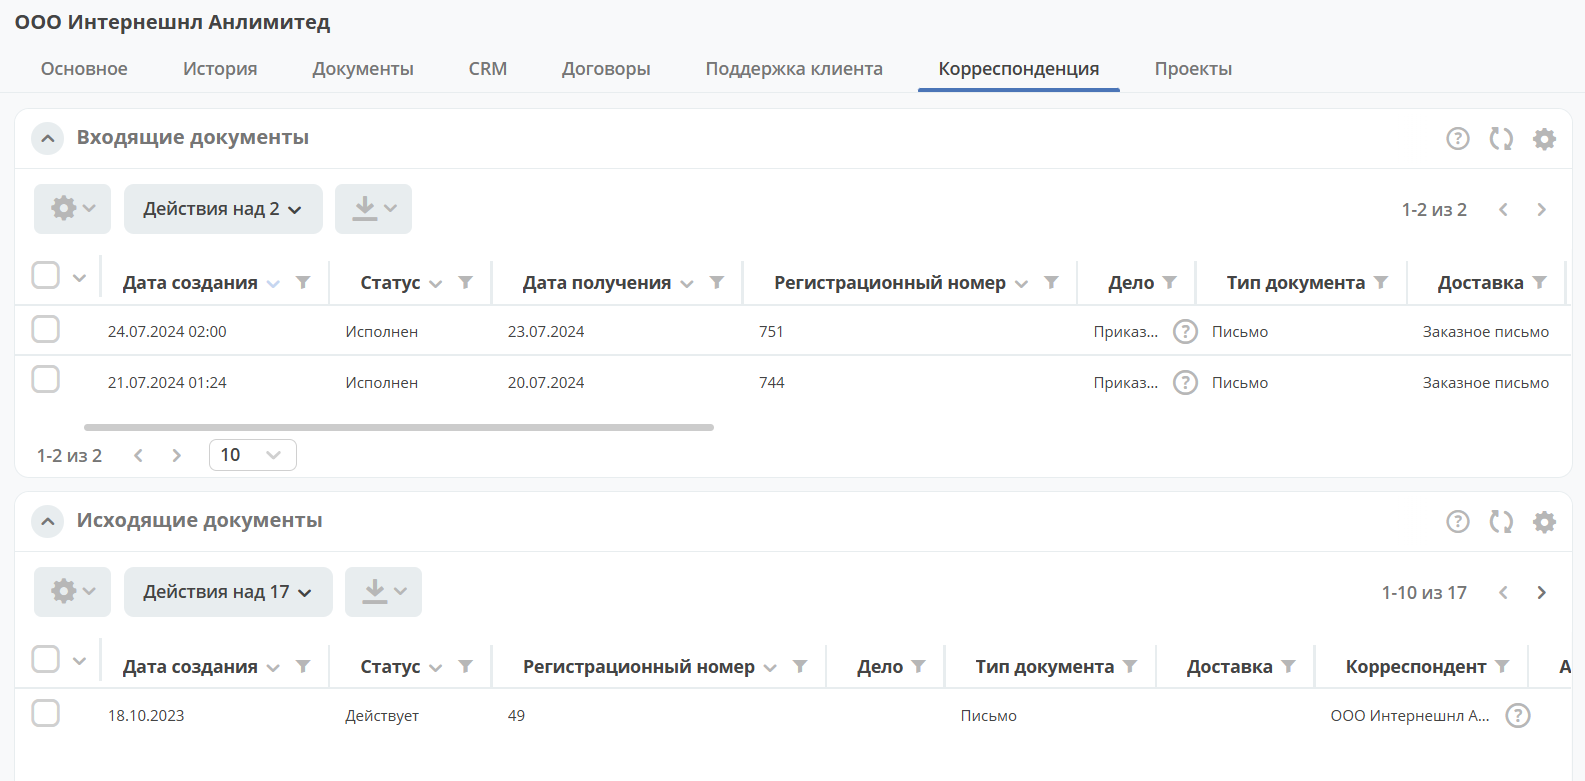 ООО Интернешнл Анлимитед
Основное История Документы CRM Договоры Поддержка клиента Корреспонденция Проекты
Входящие документы
Действия над 2 1-2 из 2
Дата создания Статус Дата получения Регистрационный номер Дело Тип документа Доставка
24.07.2024 02:00 Исполнен 23.07.2024 751 Приказ... ? Письмо Заказное письмо
21.07.2024 01:24 Исполнен 20.07.2024 744 Приказ... ? Письмо Заказное письмо
1-2 из 2 10
Исходящие документы
Действия над 17 1-10 из 17
Дата создания Статус Регистрационный номер Дело Тип документа Доставка Корреспондент А
18.10.2023 Действует 49 Письмо ООО Интернешнл А... ?